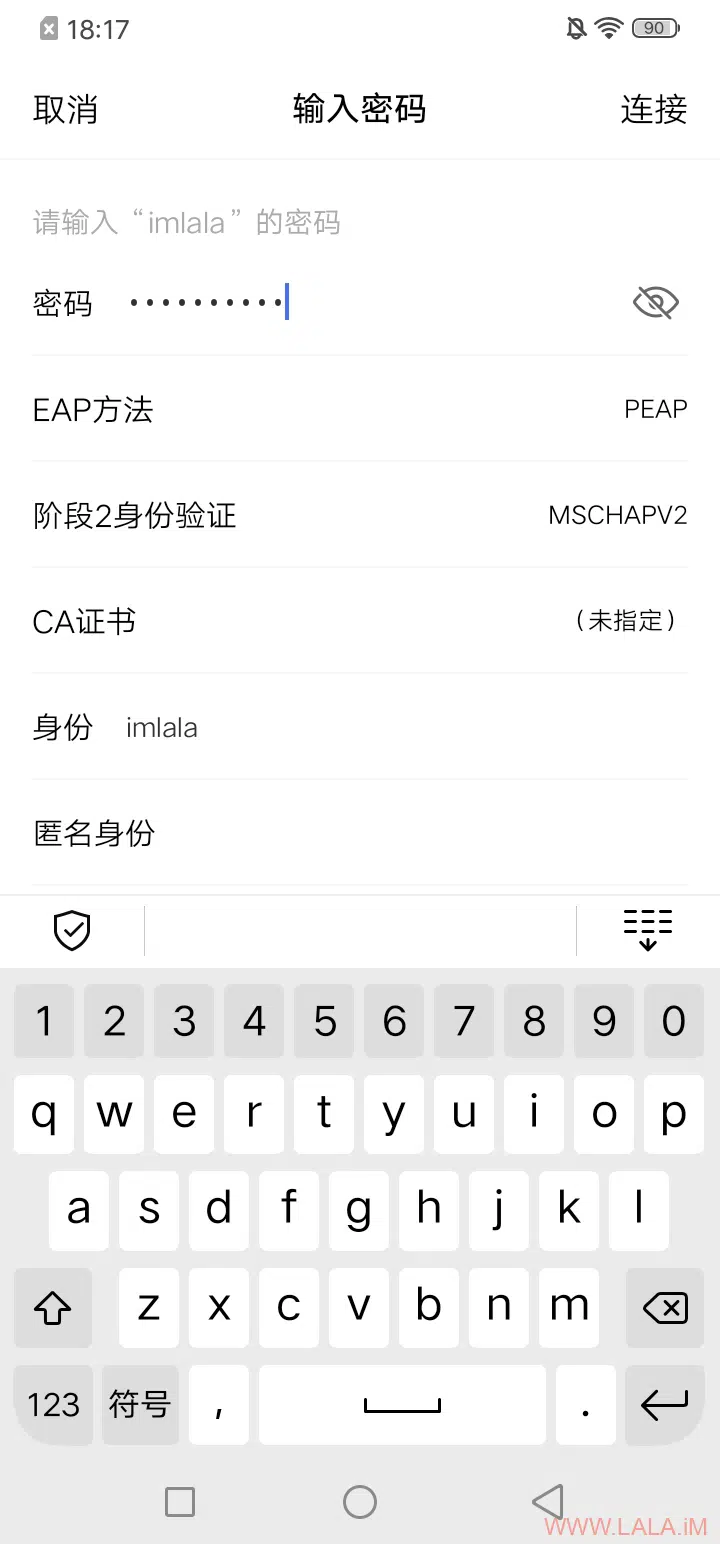 18:17 90
取消 输入密码 连接
请输入“imlala”的密码
密码 ··········
EAP方法 PEAP
阶段2身份验证 MSCHAPV2
CA证书 （未指定）
身份 imlala
匿名身份
1 2 3 4 5 6 7 8 9 0
q w e r t y u i o p
a s d f g h j k l
z x c v b n m
123 符号 , .
WWW.LALA.iM